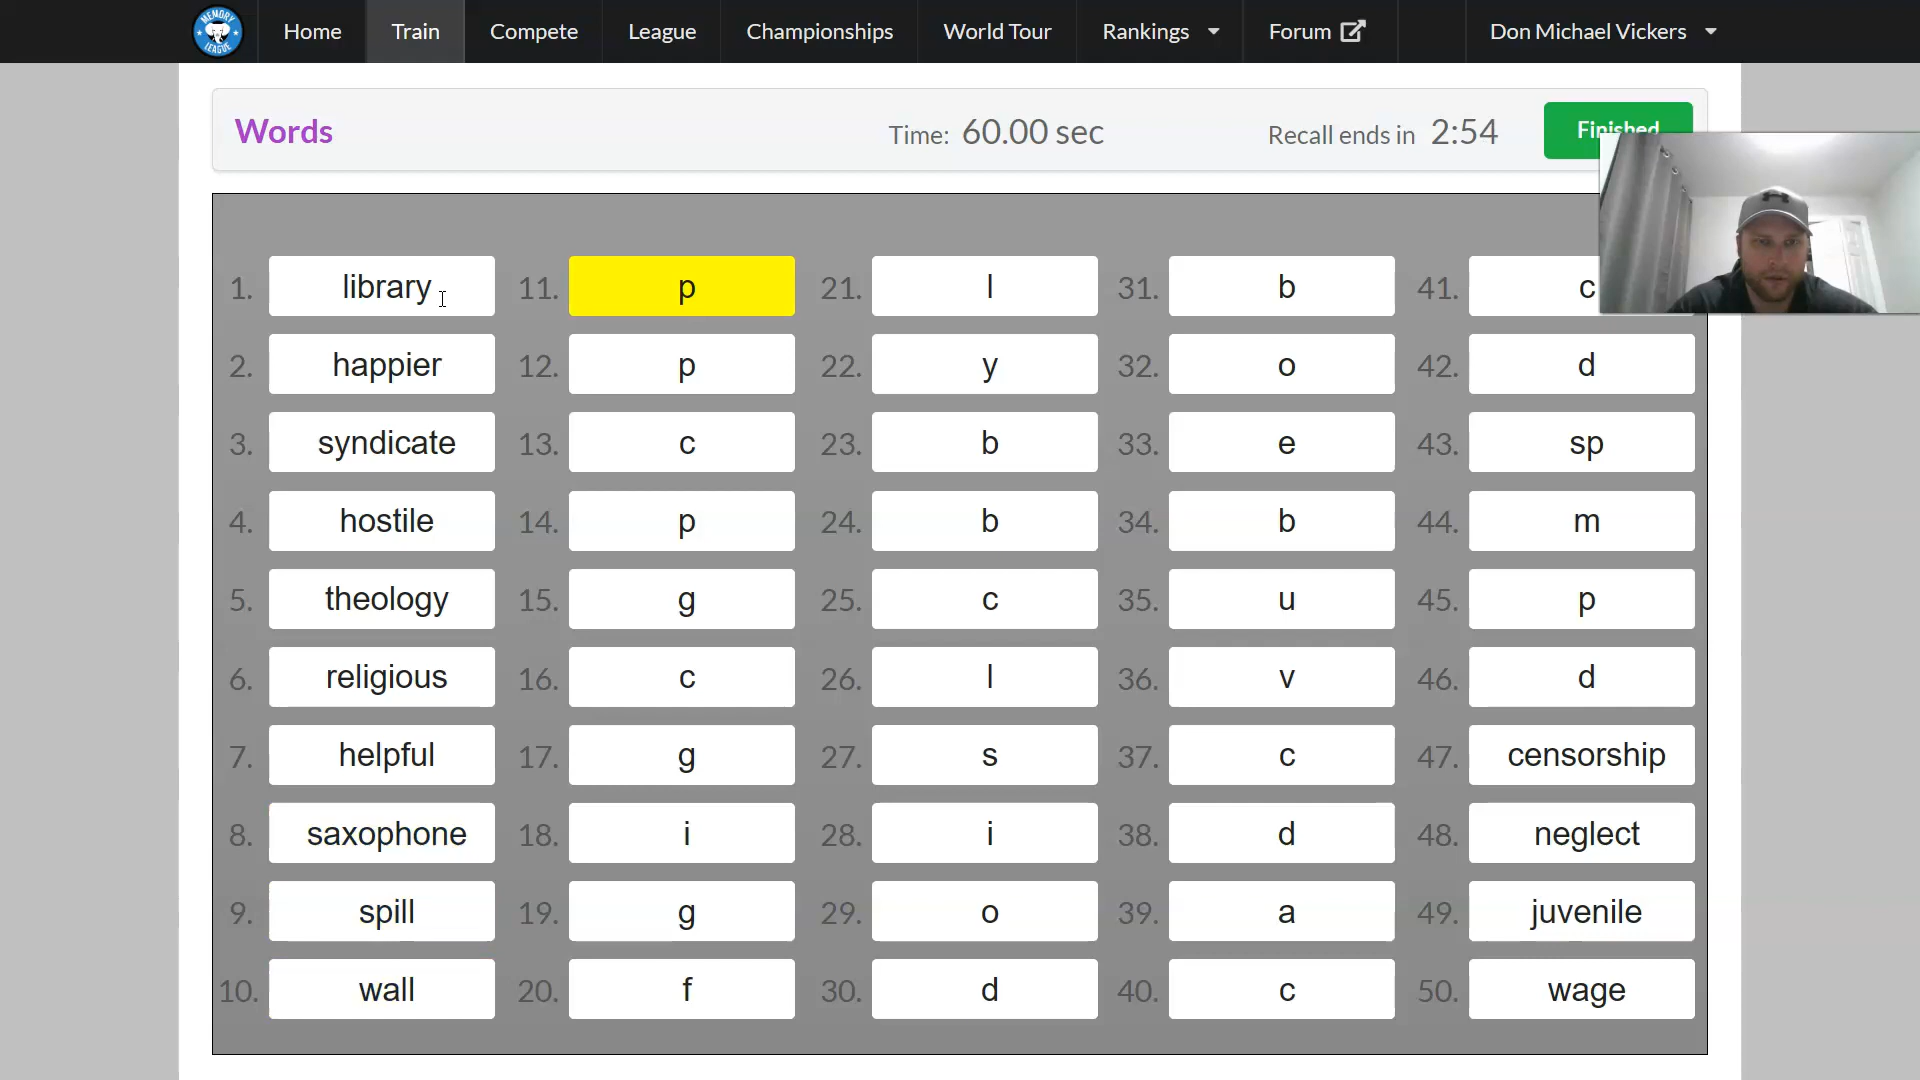 MEMORY LEAGUE Home Train Compete League Championships World Tour Rankings Forum Don Michael Vickers
Words Time: 60.00 sec Recall ends in 2:54 Finished
1. library 11. p 21. l 31. b 41. c
2. happier 12. p 22. y 32. o 42. d
3. syndicate 13. c 23. b 33. e 43. sp
4. hostile 14. p 24. b 34. b 44. m
5. theology 15. g 25. c 35. u 45. p
6. religious 16. c 26. l 36. v 46. d
7. helpful 17. g 27. s 37. c 47. censorship
8. saxophone 18. i 28. i 38. d 48. neglect
9. spill 19. g 29. o 39. a 49. juvenile
10. wall 20. f 30. d 40. c 50. wage